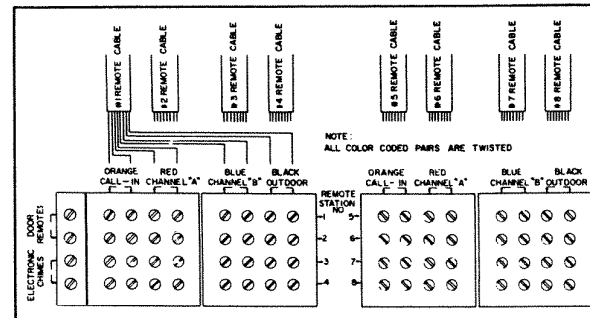 #1 REMOTE CABLE
#2 REMOTE CABLE
#3 REMOTE CABLE
#4 REMOTE CABLE
#5 REMOTE CABLE
#6 REMOTE CABLE
#7 REMOTE CABLE
#8 REMOTE CABLE
NOTE:
ALL COLOR CODED PAIRS ARE TWISTED
ORANGE
CALL-IN
RED
CHANNEL "A"
BLUE
CHANNEL "B"
BLACK
OUTDOOR
REMOTE
STATION
NO
ORANGE
CALL-IN
RED
CHANNEL "A"
BLUE
CHANNEL "B"
BLACK
OUTDOOR
DOOR
REMOTES
ELECTRONIC
CHIMES
1
2
3
4
5
6
7
8